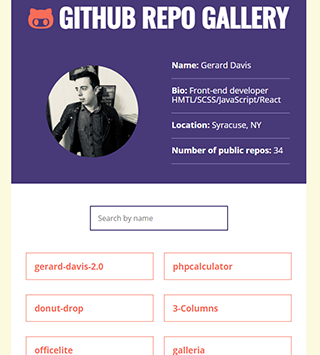 GITHUB REPO GALLERY
Name: Gerard Davis
Bio: Front-end developer
HMTL/SCSS/JavaScript/React
Location: Syracuse, NY
Number of public repos: 34
Search by name
gerard-davis-2.0
phpcalculator
donut-drop
3-Columns
officelite
galleria